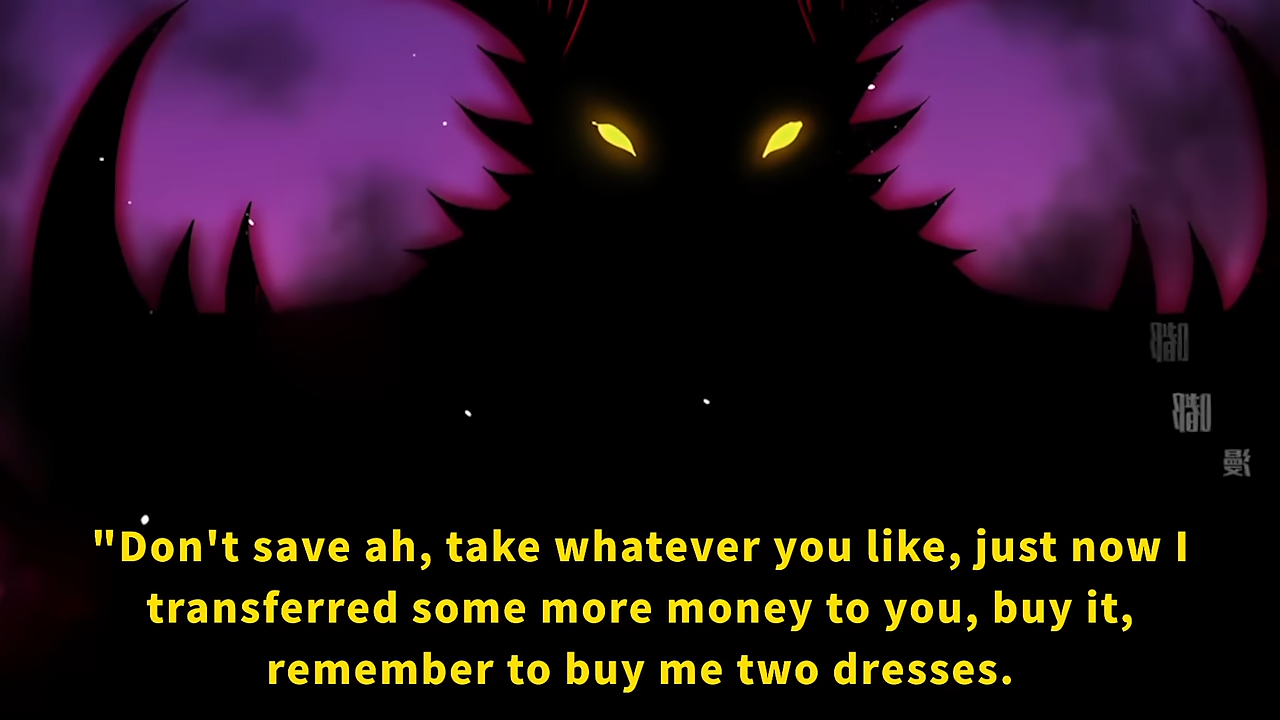 "Don't save ah, take whatever you like, just now I
transferred some more money to you, buy it,
remember to buy me two dresses.